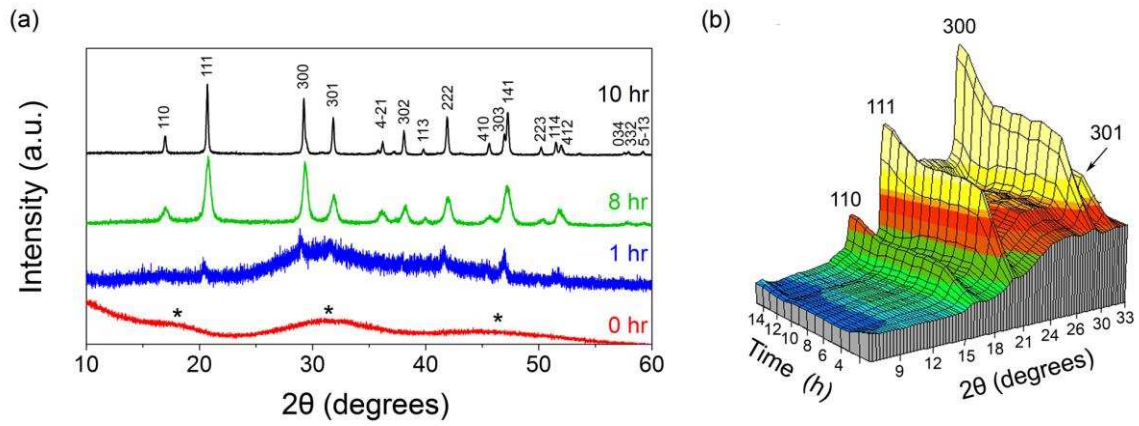 (a)
Intensity (a.u.)
110
111
300
301
4-21
302
113
222
410
303
141
223
114
412
034
332
5-13
10 hr
8 hr
1 hr
0 hr
*
*
*
10 20 30 40 50 60
2θ (degrees)
(b)
300
111
301
110
14 12 10 8 6 4
Time (h)
9 12 15 18 21 24 26 30 33
2θ (degrees)